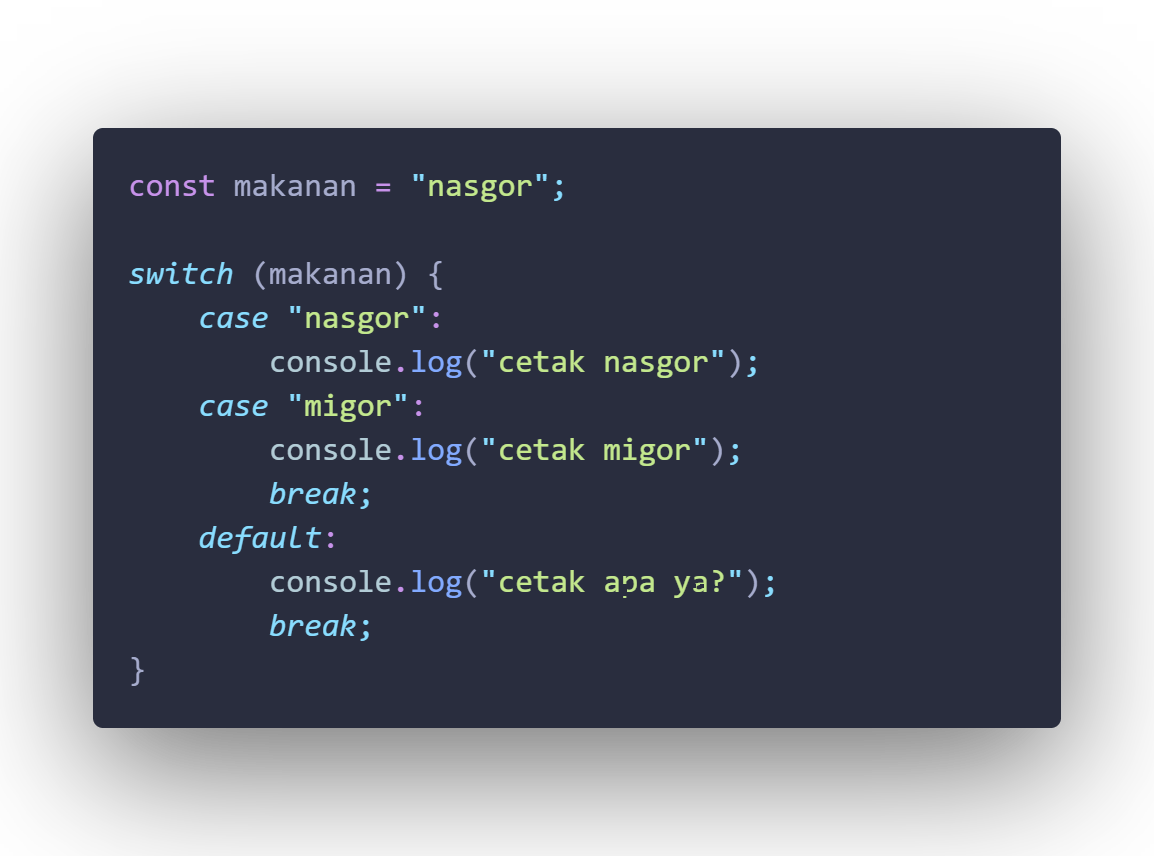 const makanan = "nasgor";

switch (makanan) {
    case "nasgor":
        console.log("cetak nasgor");
    case "migor":
        console.log("cetak migor");
        break;
    default:
        console.log("cetak apa ya?");
        break;
}